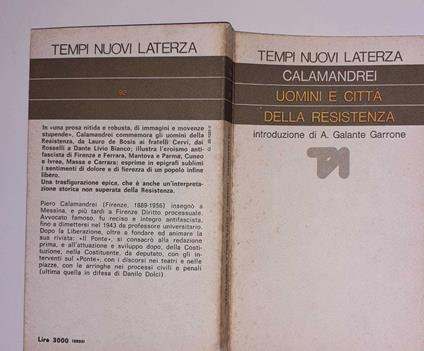 TEMPI NUOVI LATERZA
92
In «una prosa nitida e robusta, di immagini e movenze
stupende», Calamandrei commemora gli uomini della
Resistenza, da Lauro de Bosis ai fratelli Cervi, dai
Rosselli a Dante Livio Bianco; illustra l'eroismo anti-
fascista di Firenze e Ferrara, Mantova e Parma, Cuneo
e Ivrea, Massa e Carrara; esprime in epigrafi sublimi
i sentimenti di dolore e di fierezza di un popolo infine
libero.
Una trasfigurazione epica, che è anche un'interpreta-
zione storica non superata della Resistenza.
Piero Calamandrei (Firenze, 1889-1956) insegnò a
Messina, e più tardi a Firenze Diritto processuale.
Avvocato famoso, fu reciso e integro antifascista,
fino a dimettersi nel 1943 da professore universitario.
Dopo la Liberazione, oltre a fondare ed animare la
sua rivista: «Il Ponte», si consacrò alla redazione
prima, e all'attuazione e sviluppo dopo, della Costi-
tuzione, nella Costituente, da deputato, con gli in-
terventi sul «Ponte», con i discorsi nei teatri e nelle
piazze, con le arringhe nei processi civili e penali
(ultima quella in difesa di Danilo Dolci).
Lire 3000
TEMPI NUOVI LATERZA
CALAMANDREI
UOMINI E CITTÀ
DELLA RESISTENZA
introduzione di A. Galante Garrone